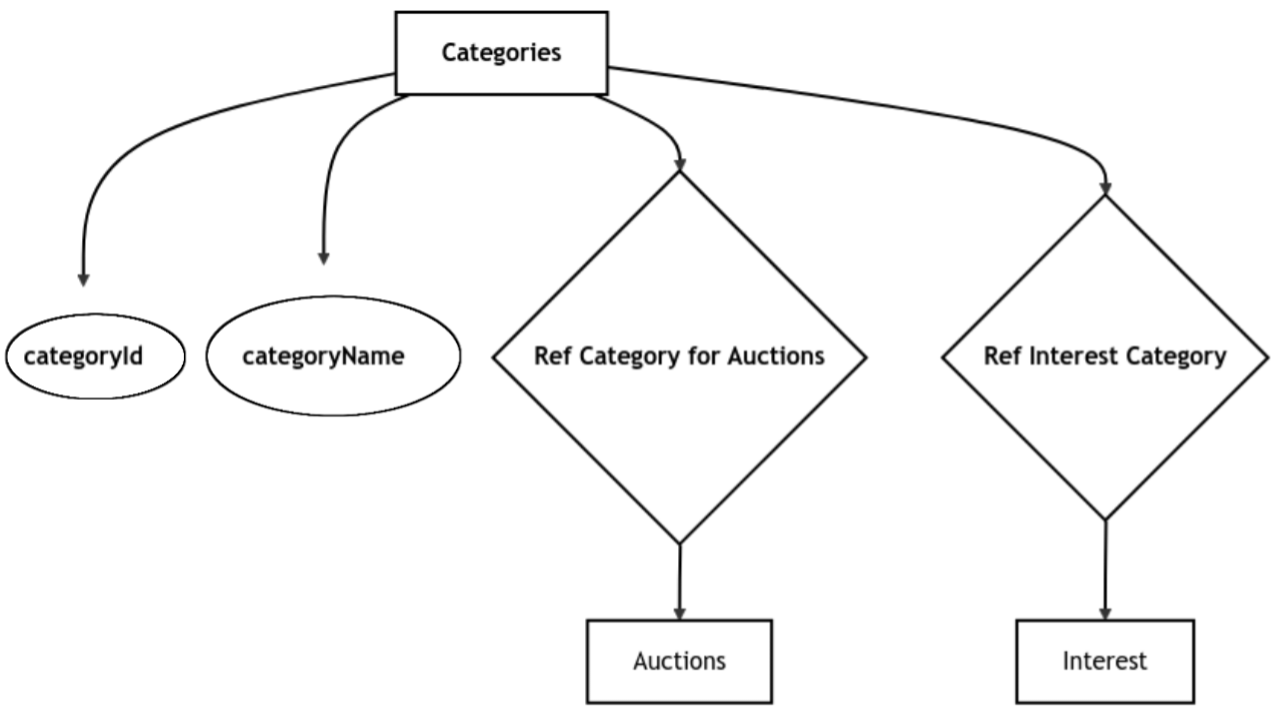 Categories
categoryId
categoryName
Ref Category for Auctions
Ref Interest Category
Auctions
Interest